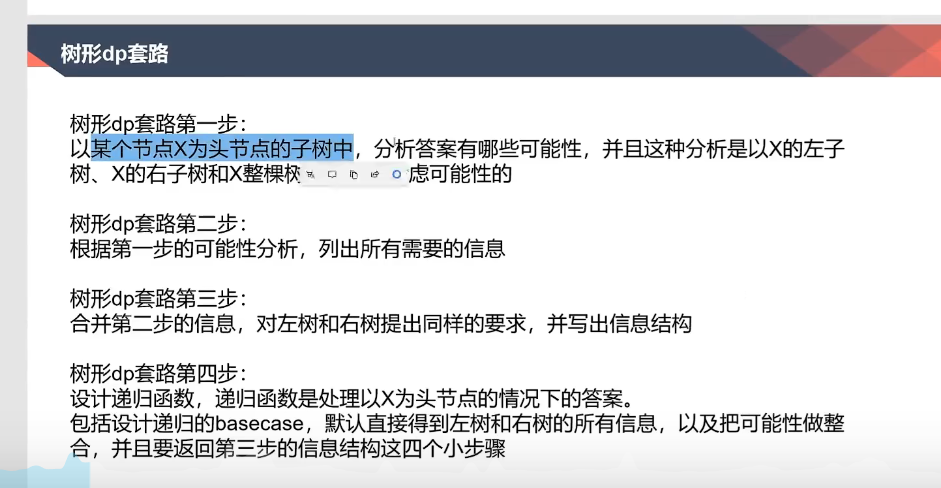 树形dp套路
树形dp套路第一步：
以某个节点X为头节点的子树中，分析答案有哪些可能性，并且这种分析是以X的左子
树、X的右子树和X整棵树 虑可能性的
树形dp套路第二步：
根据第一步的可能性分析，列出所有需要的信息
树形dp套路第三步：
合并第二步的信息，对左树和右树提出同样的要求，并写出信息结构
树形dp套路第四步：
设计递归函数，递归函数是处理以X为头节点的情况下的答案。
包括设计递归的basecase，默认直接得到左树和右树的所有信息，以及把可能性做整
合，并且要返回第三步的信息结构这四个小步骤